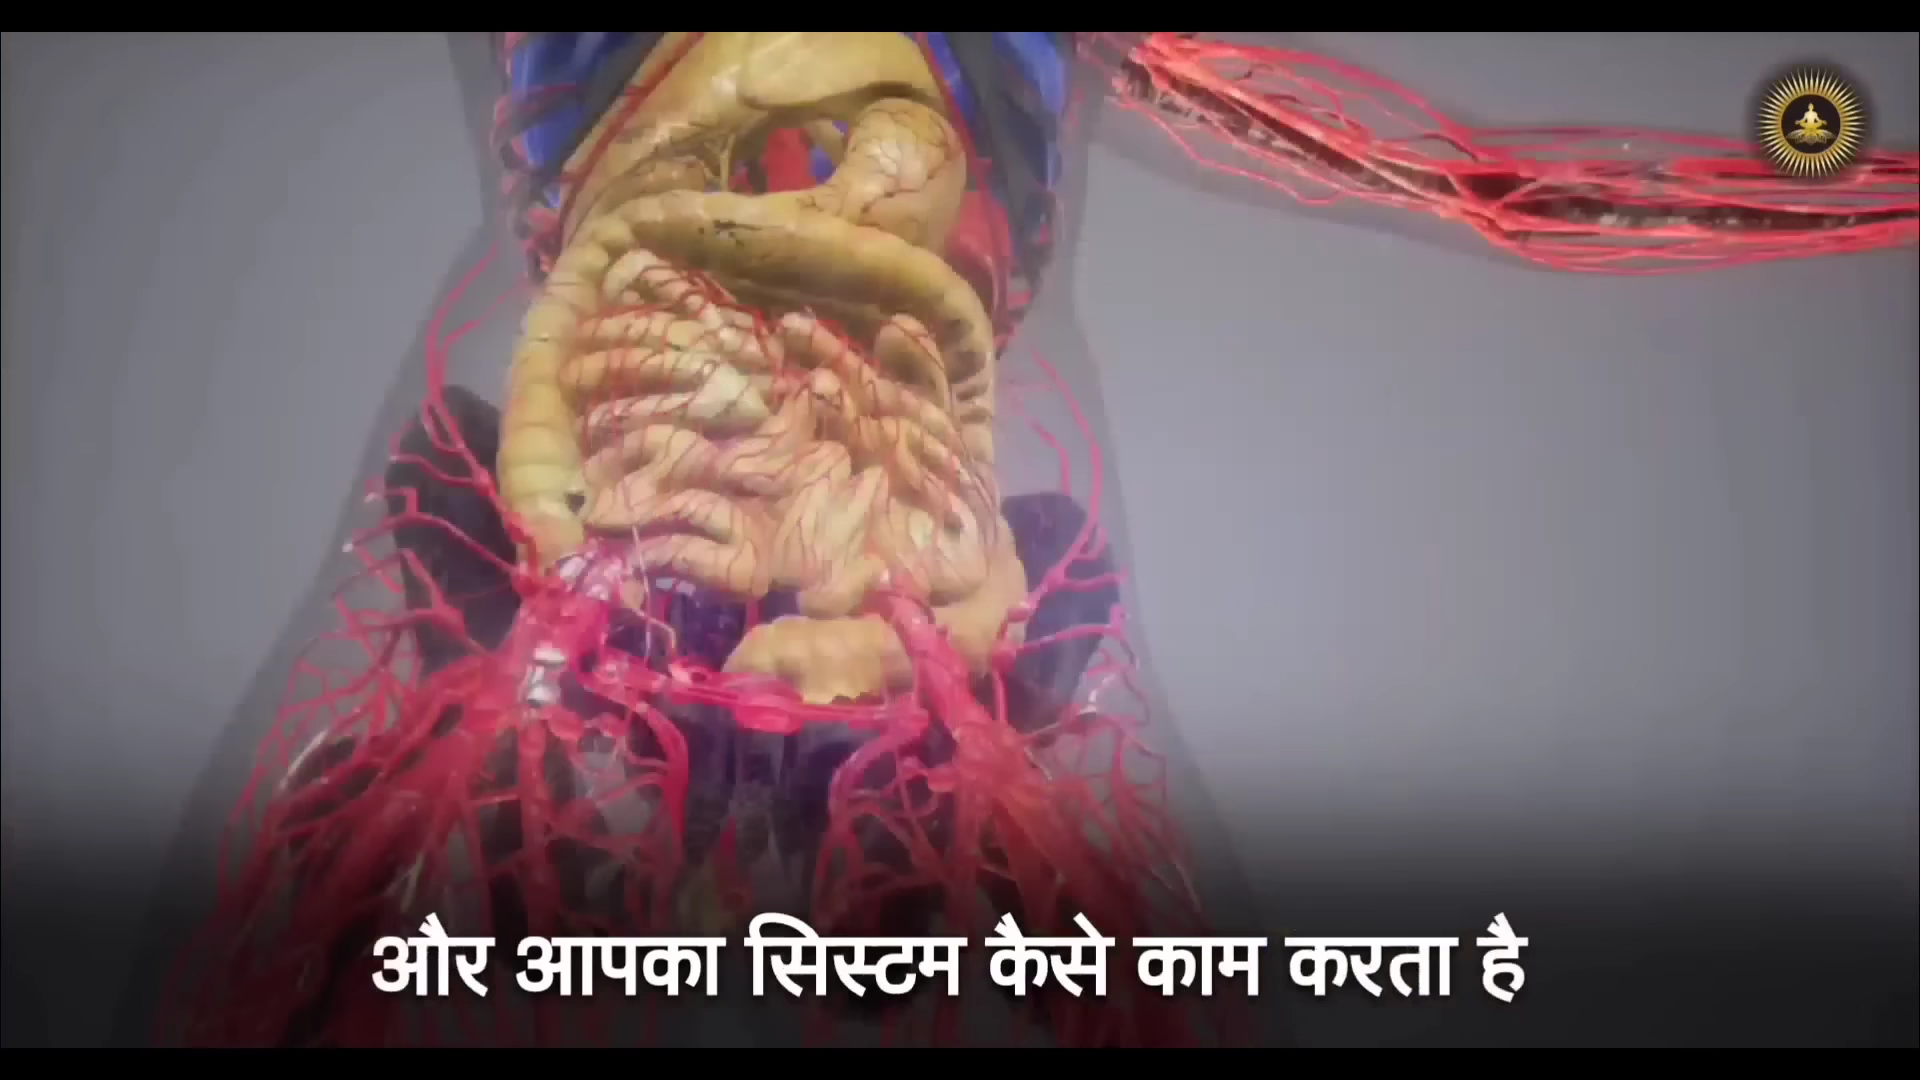 और आपका सिस्टम कैसे काम करता है